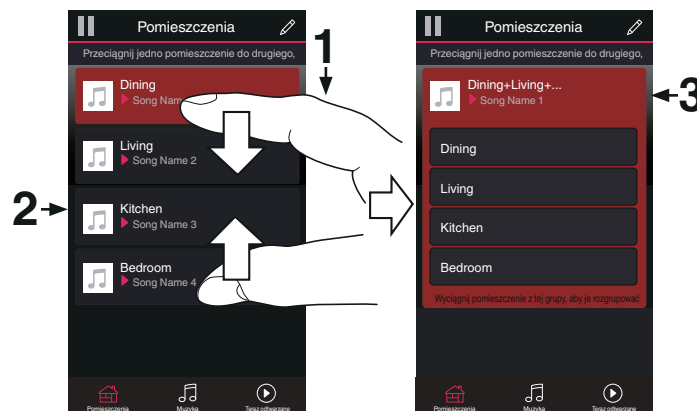 Pomieszczenia
Przeciągnij jedno pomieszczenie do drugiego,
1
Dining
Song Nam
Living
Song Name 2
2
Kitchen
Song Name 3
Bedroom
Song Name 4
Pomieszczenia
Muzyka
Teraz odtwarzane
Pomieszczenia
Przeciągnij jedno pomieszczenie do drugiego,
Dining+Living+...
Song Name 1
3
Dining
Living
Kitchen
Bedroom
Wyciągnij pomieszczenie z tej grupy, aby je rozgrupować
Pomieszczenia
Muzyka
Teraz odtwarzane